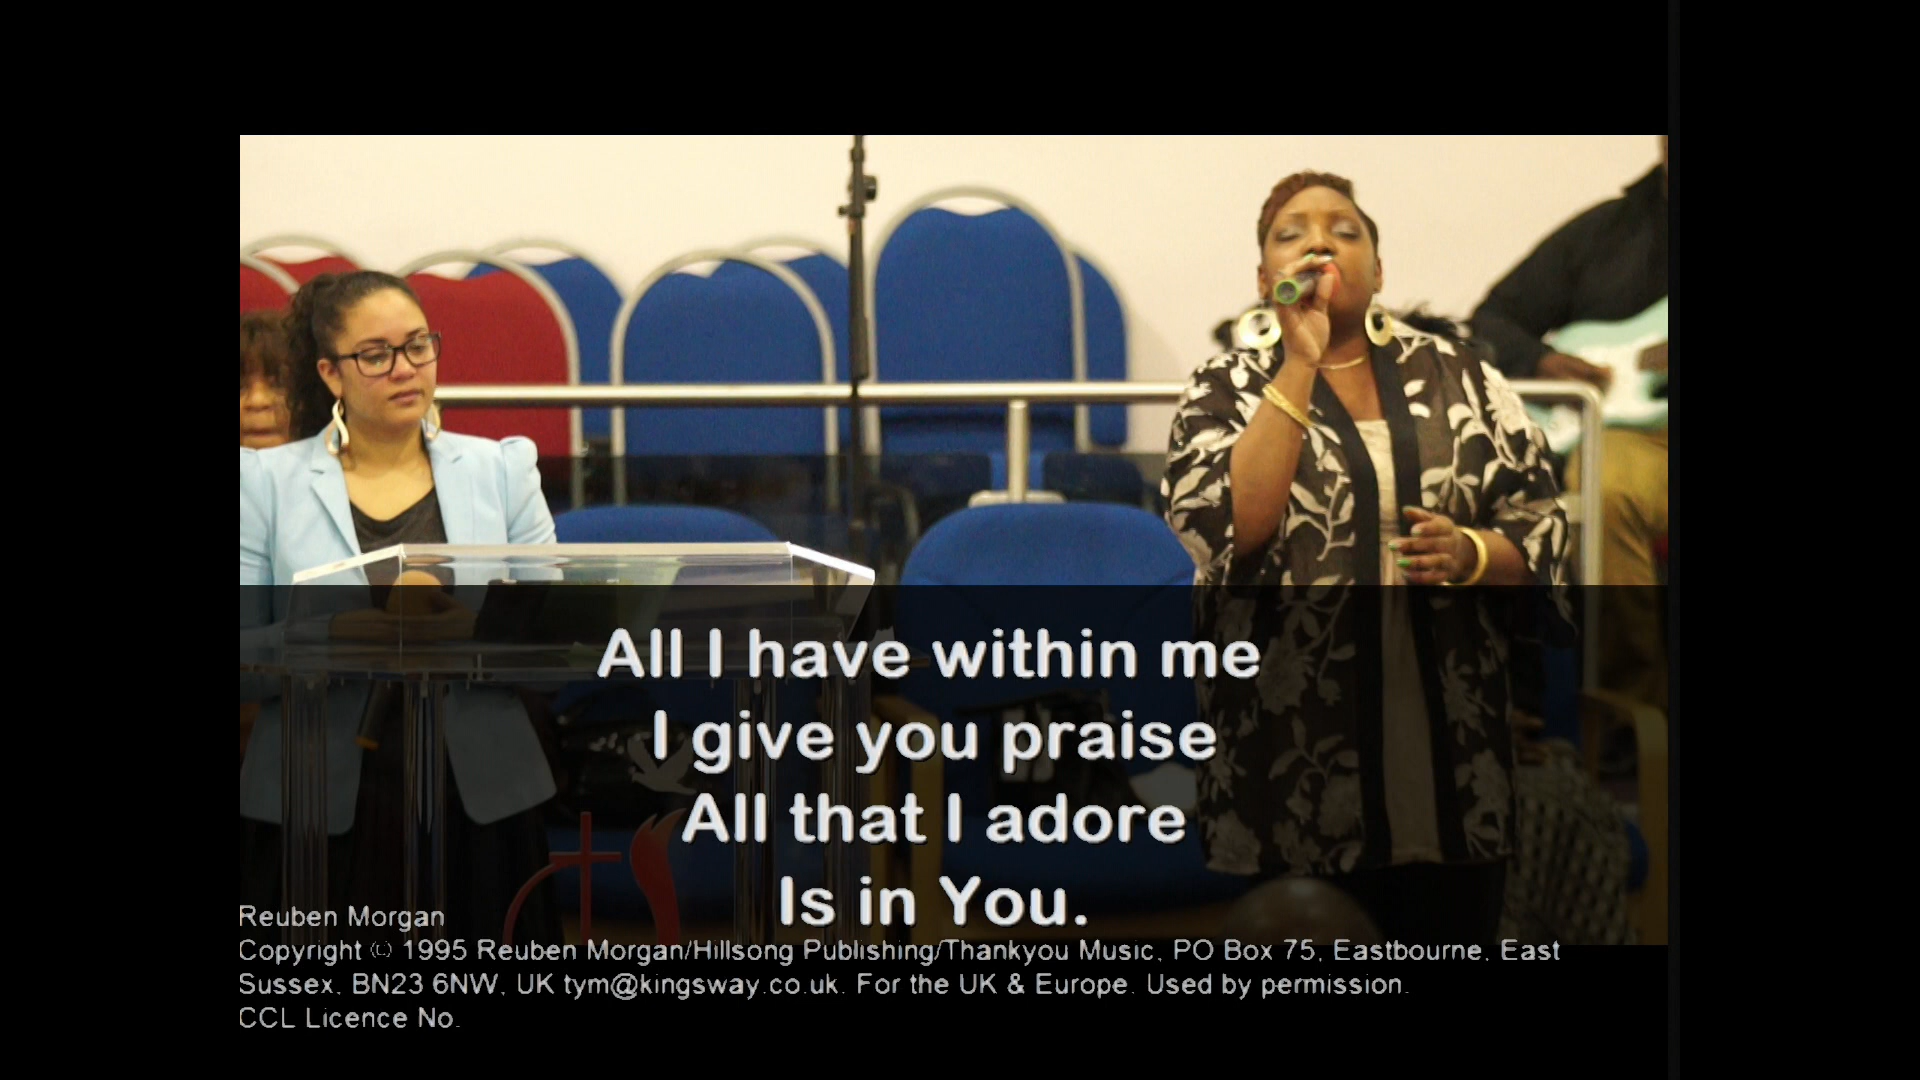 All I have within me
I give you praise
All that I adore
Is in You.
Reuben Morgan
Copyright (c) 1995 Reuben Morgan/Hillsong Publishing/Thankyou Music, PO Box 75, Eastbourne, East
Sussex, BN23 6NW, UK tym@kingsway.co.uk. For the UK & Europe. Used by permission.
CCL Licence No.